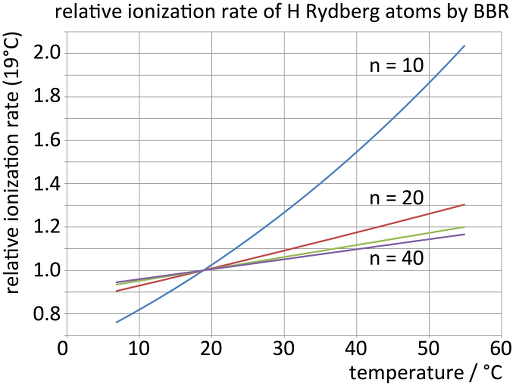 relative ionization rate of H Rydberg atoms by BBR
relative ionization rate (19°C)
2.0
1.8
1.6
1.4
1.2
1.0
0.8
n = 10
n = 20
n = 40
0 10 20 30 40 50 60
temperature / °C